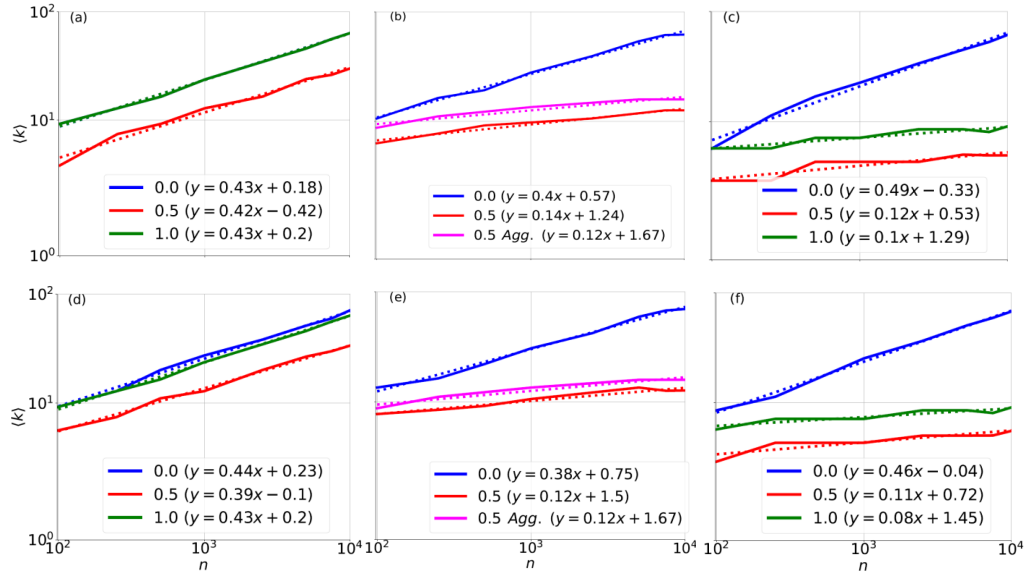 (a)
10²
10¹
10⁰
⟨k⟩
0.0 (y = 0.43x + 0.18)
0.5 (y = 0.42x − 0.42)
1.0 (y = 0.43x + 0.2)
(b)
0.0 (y = 0.4x + 0.57)
0.5 (y = 0.14x + 1.24)
0.5 Agg. (y = 0.12x + 1.67)
(c)
0.0 (y = 0.49x − 0.33)
0.5 (y = 0.12x + 0.53)
1.0 (y = 0.1x + 1.29)
(d)
10²
10¹
10⁰
⟨k⟩
0.0 (y = 0.44x + 0.23)
0.5 (y = 0.39x − 0.1)
1.0 (y = 0.43x + 0.2)
10² 10³ 10⁴
n
(e)
0.0 (y = 0.38x + 0.75)
0.5 (y = 0.12x + 1.5)
0.5 Agg. (y = 0.12x + 1.67)
10² 10³ 10⁴
n
(f)
0.0 (y = 0.46x − 0.04)
0.5 (y = 0.11x + 0.72)
1.0 (y = 0.08x + 1.45)
10² 10³ 10⁴
n